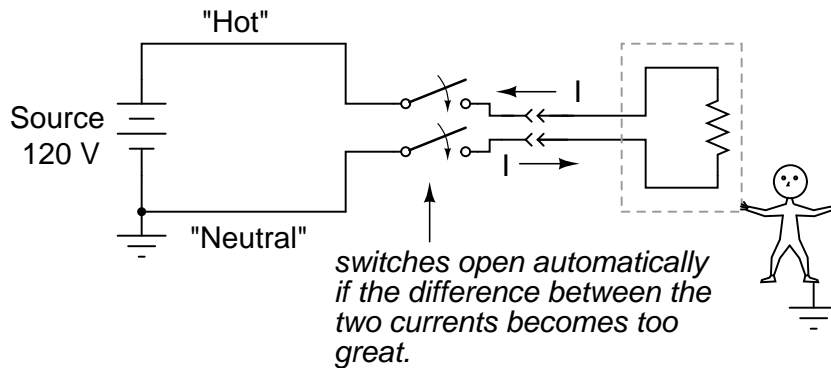 "Hot"
I
Source
120 V
I
"Neutral"
switches open automatically
if the difference between the
two currents becomes too
great.